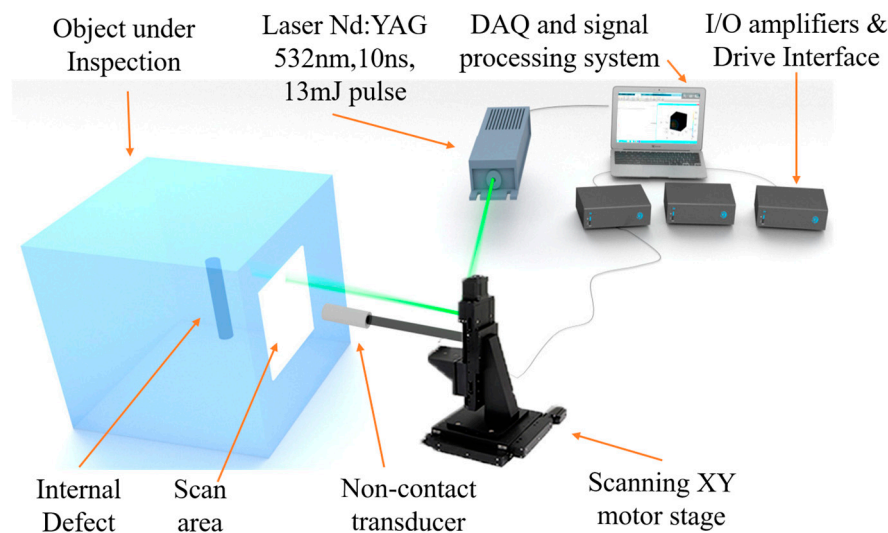 Object under
Inspection
Laser Nd:YAG
532nm,10ns,
13mJ pulse
DAQ and signal
processing system
I/O amplifiers &
Drive Interface
Internal
Defect
Scan
area
Non-contact
transducer
Scanning XY
motor stage